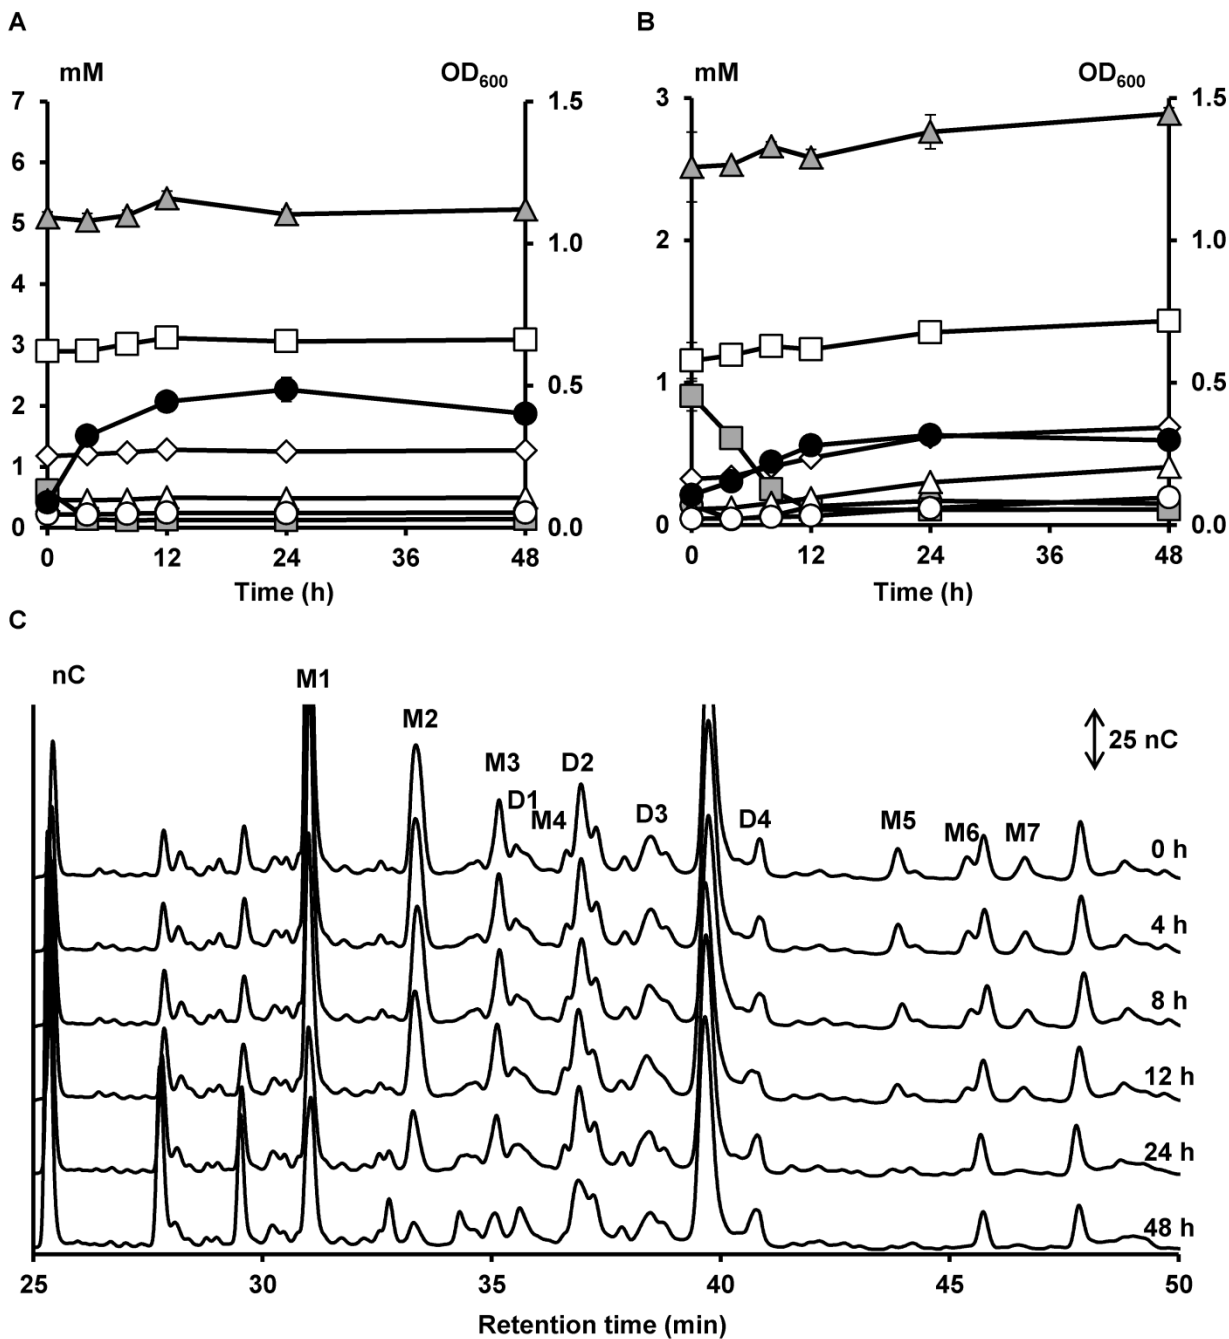 A
B
mM
OD600
mM
OD600
7
6
5
4
3
2
1
0
1.5
1.0
0.5
0.0
3
2
1
0
1.5
1.0
0.5
0.0
0 12 24 36 48
0 12 24 36 48
Time (h)
Time (h)
C
nC
M1
M2
M3
D1
M4
D2
D3
D4
M5
M6
M7
25 nC
0 h
4 h
8 h
12 h
24 h
48 h
25 30 35 40 45 50
Retention time (min)